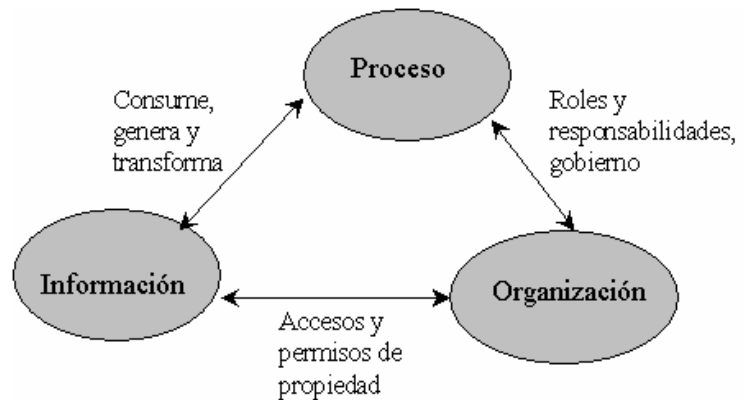 Proceso
Consume,
genera y
transforma
Roles y
responsabilidades,
gobierno
Información
Organización
Accesos y
permisos de
propiedad